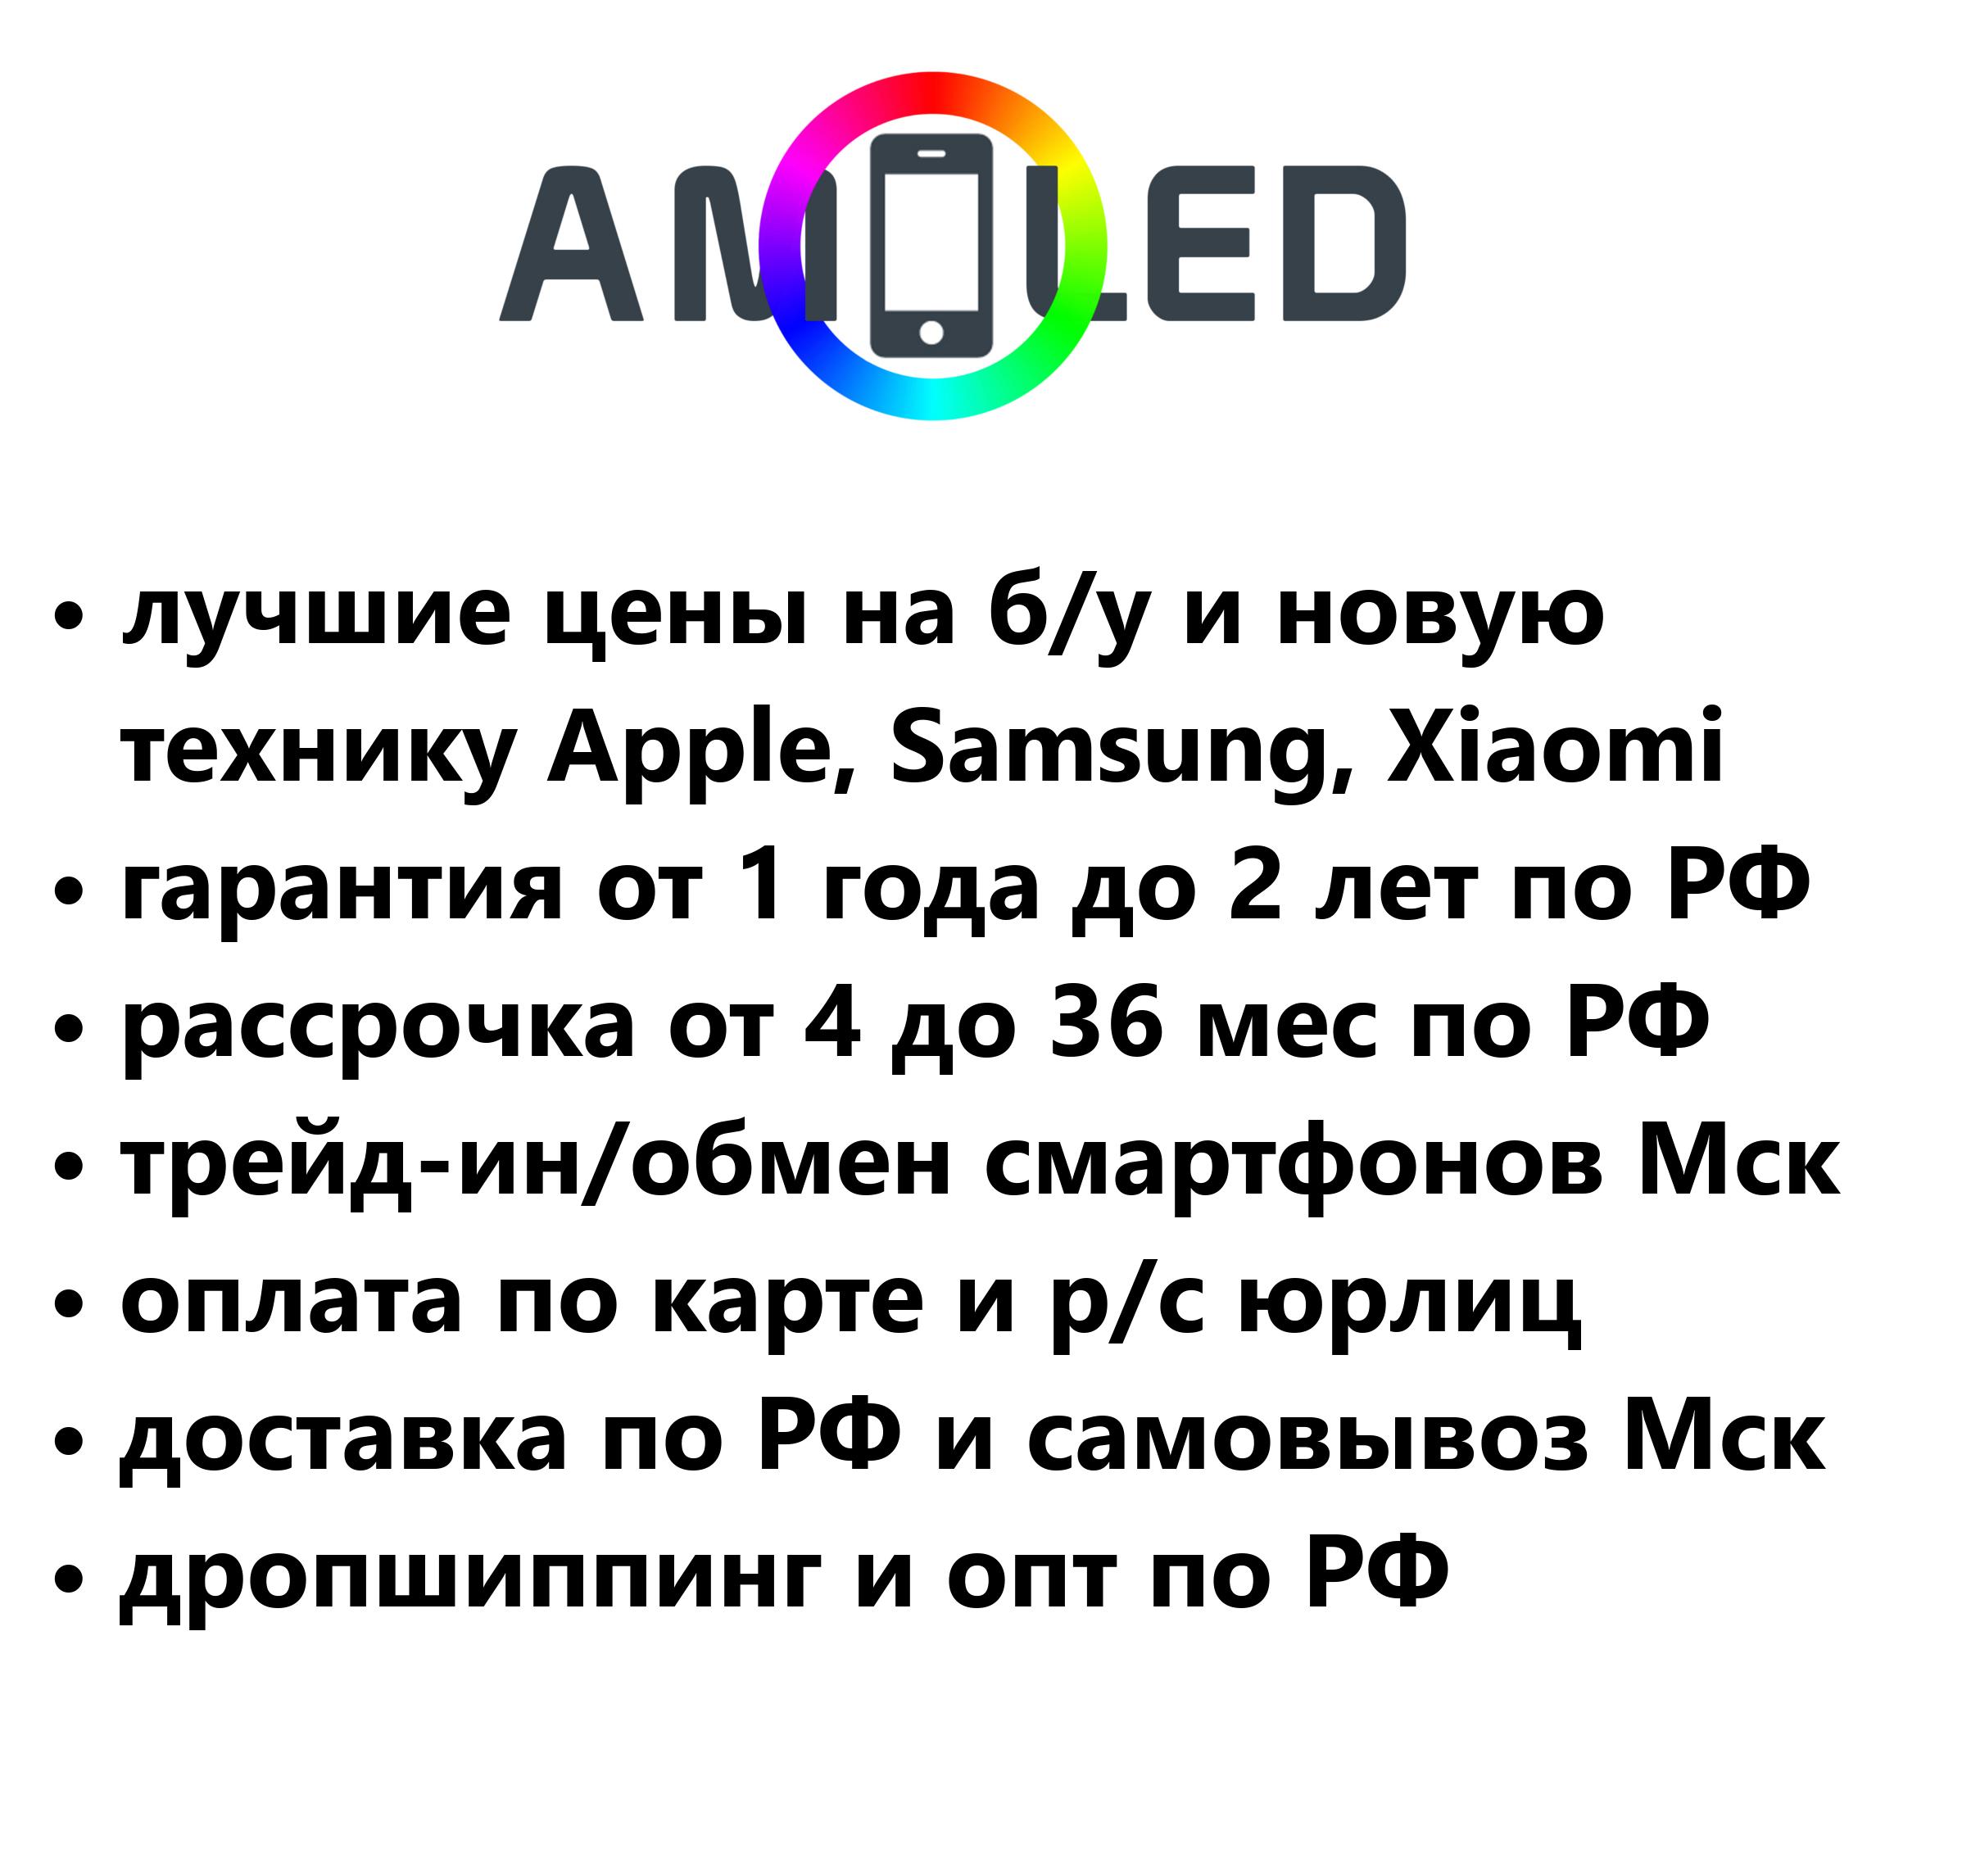 AMOLED
• лучшие цены на б/у и новую
технику Apple, Samsung, Xiaomi
• гарантия от 1 года до 2 лет по РФ
• рассрочка от 4 до 36 мес по РФ
• трейд-ин/обмен смартфонов Мск
• оплата по карте и р/с юрлиц
• доставка по РФ и самовывоз Мск
• дропшиппинг и опт по РФ